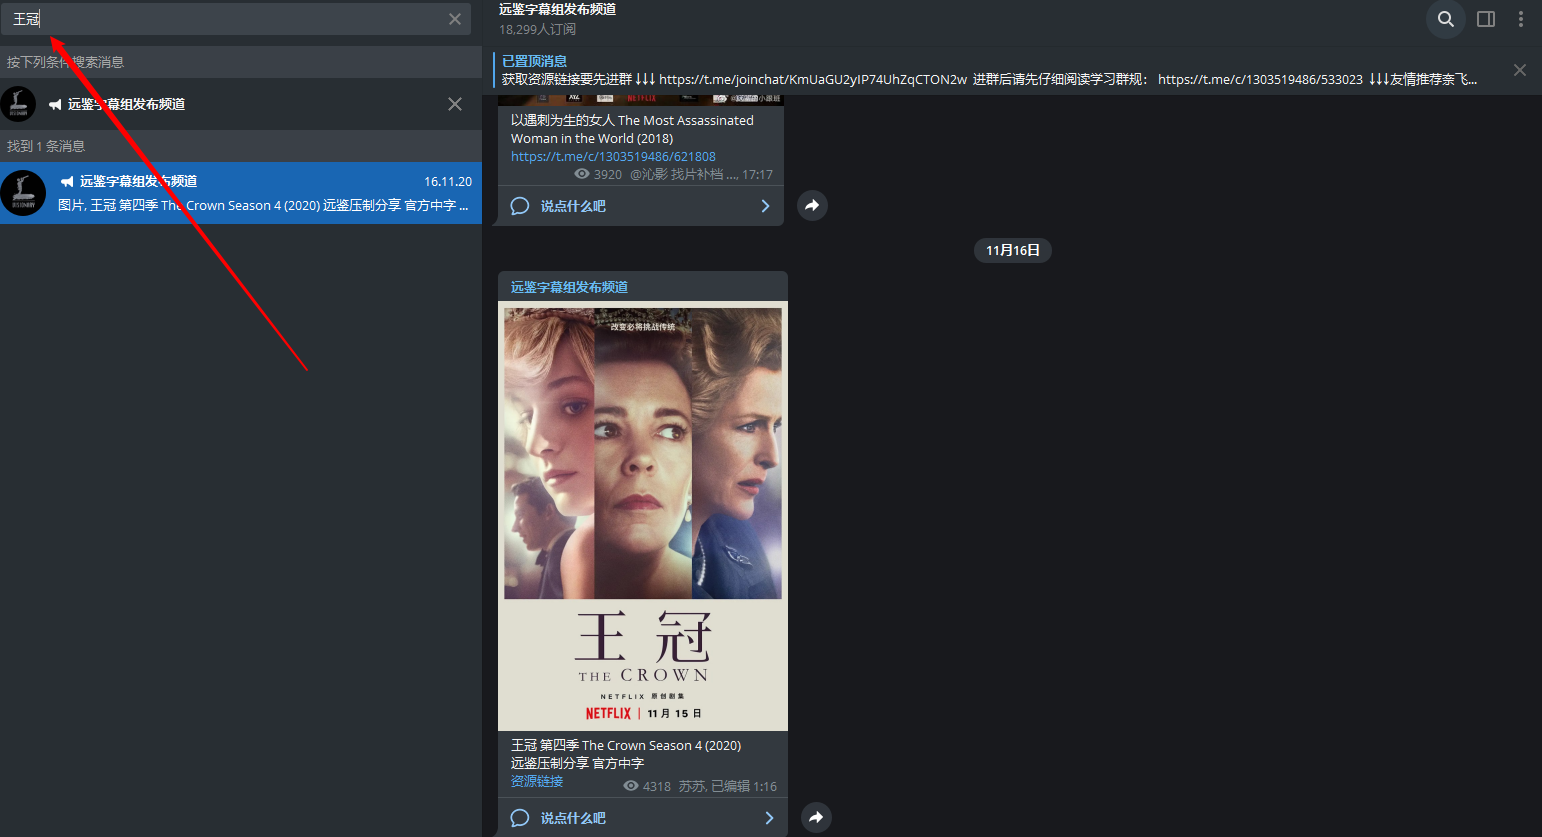 王冠
按下列条件搜索消息
远鉴字幕组发布频道
找到 1 条消息
远鉴字幕组发布频道
16.11.20
图片, 王冠 第四季 The Crown Season 4 (2020) 远鉴压制分享 官方中字 ...
远鉴字幕组发布频道
18,299人订阅
已置顶消息
获取资源链接要先进群 ↓↓↓ https://t.me/joinchat/KmUaGU2yIP74UhZqCTON2w 进群后请先仔细阅读学习群规： https://t.me/c/1303519486/533023 ↓↓↓友情推荐奈飞...
NETFLIX
以遇刺为生的女人 The Most Assassinated
Woman in the World (2018)
https://t.me/c/1303519486/621808
3920 @沁影 找片补档 ..., 17:17
说点什么吧
11月16日
远鉴字幕组发布频道
改变必将挑战传统
王冠
THE CROWN
NETFLIX 原创剧集
NETFLIX | 11 月 15 日
王冠 第四季 The Crown Season 4 (2020)
远鉴压制分享 官方中字
资源链接
4318 苏苏, 已编辑 1:16
说点什么吧